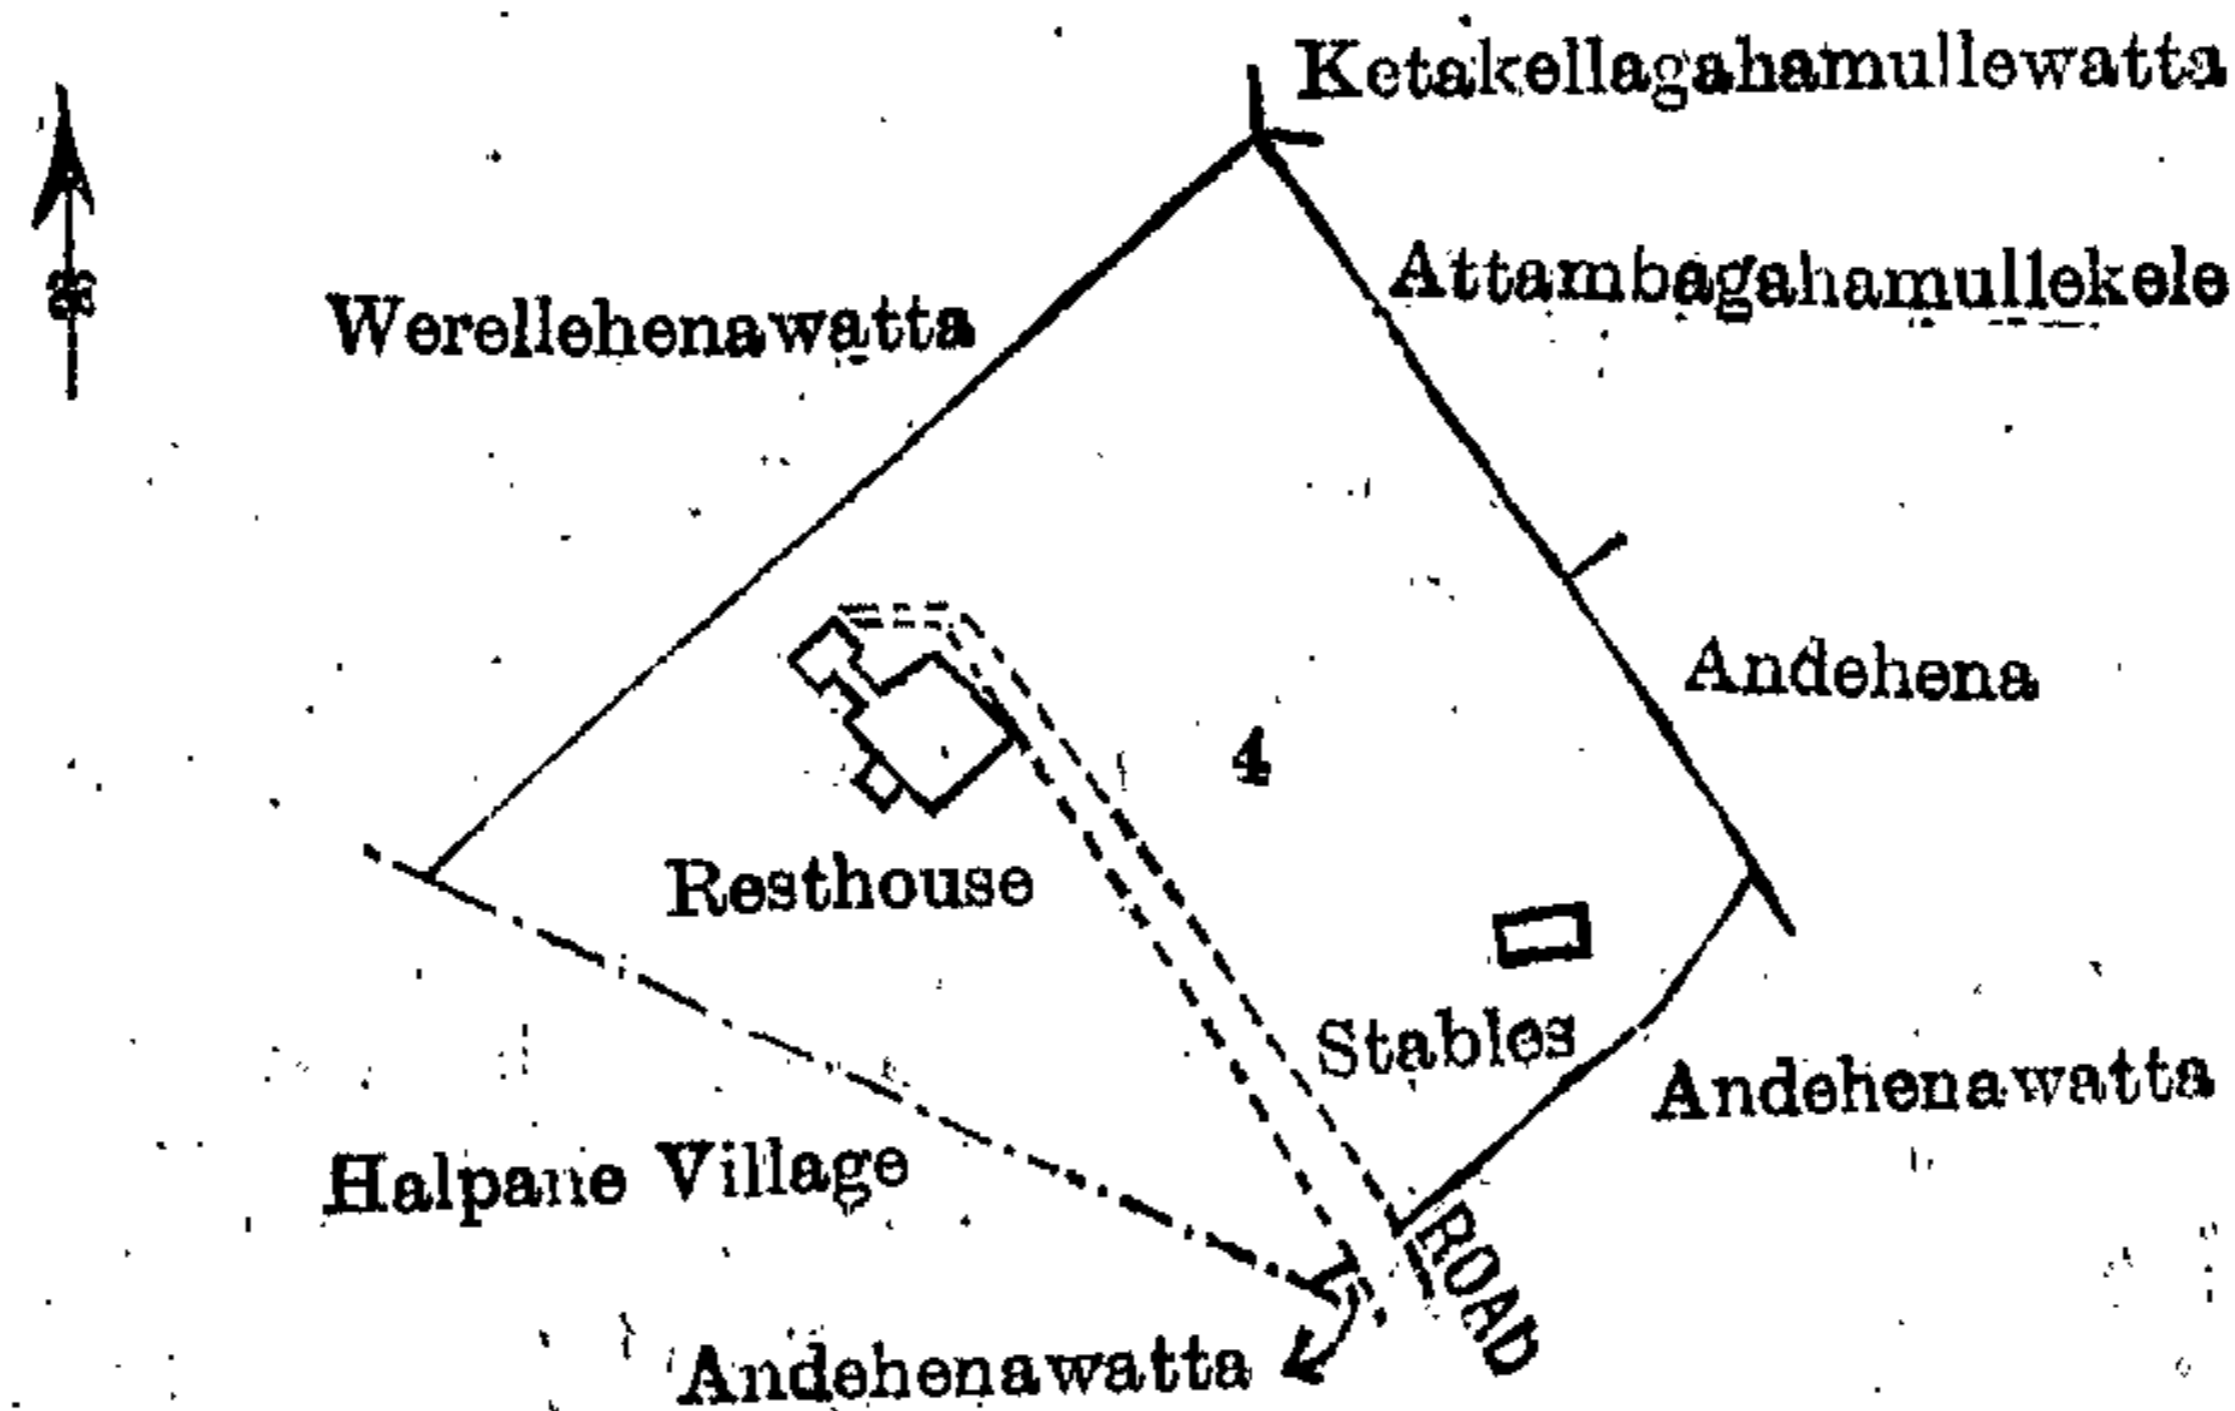 Ketakellagahamullewatta
Attambagahamullekele
Werellehenawatta
Andehena
4
Resthouse
Stables
Andehenawatta
Halpane Village
ROAD
Andehenawatta